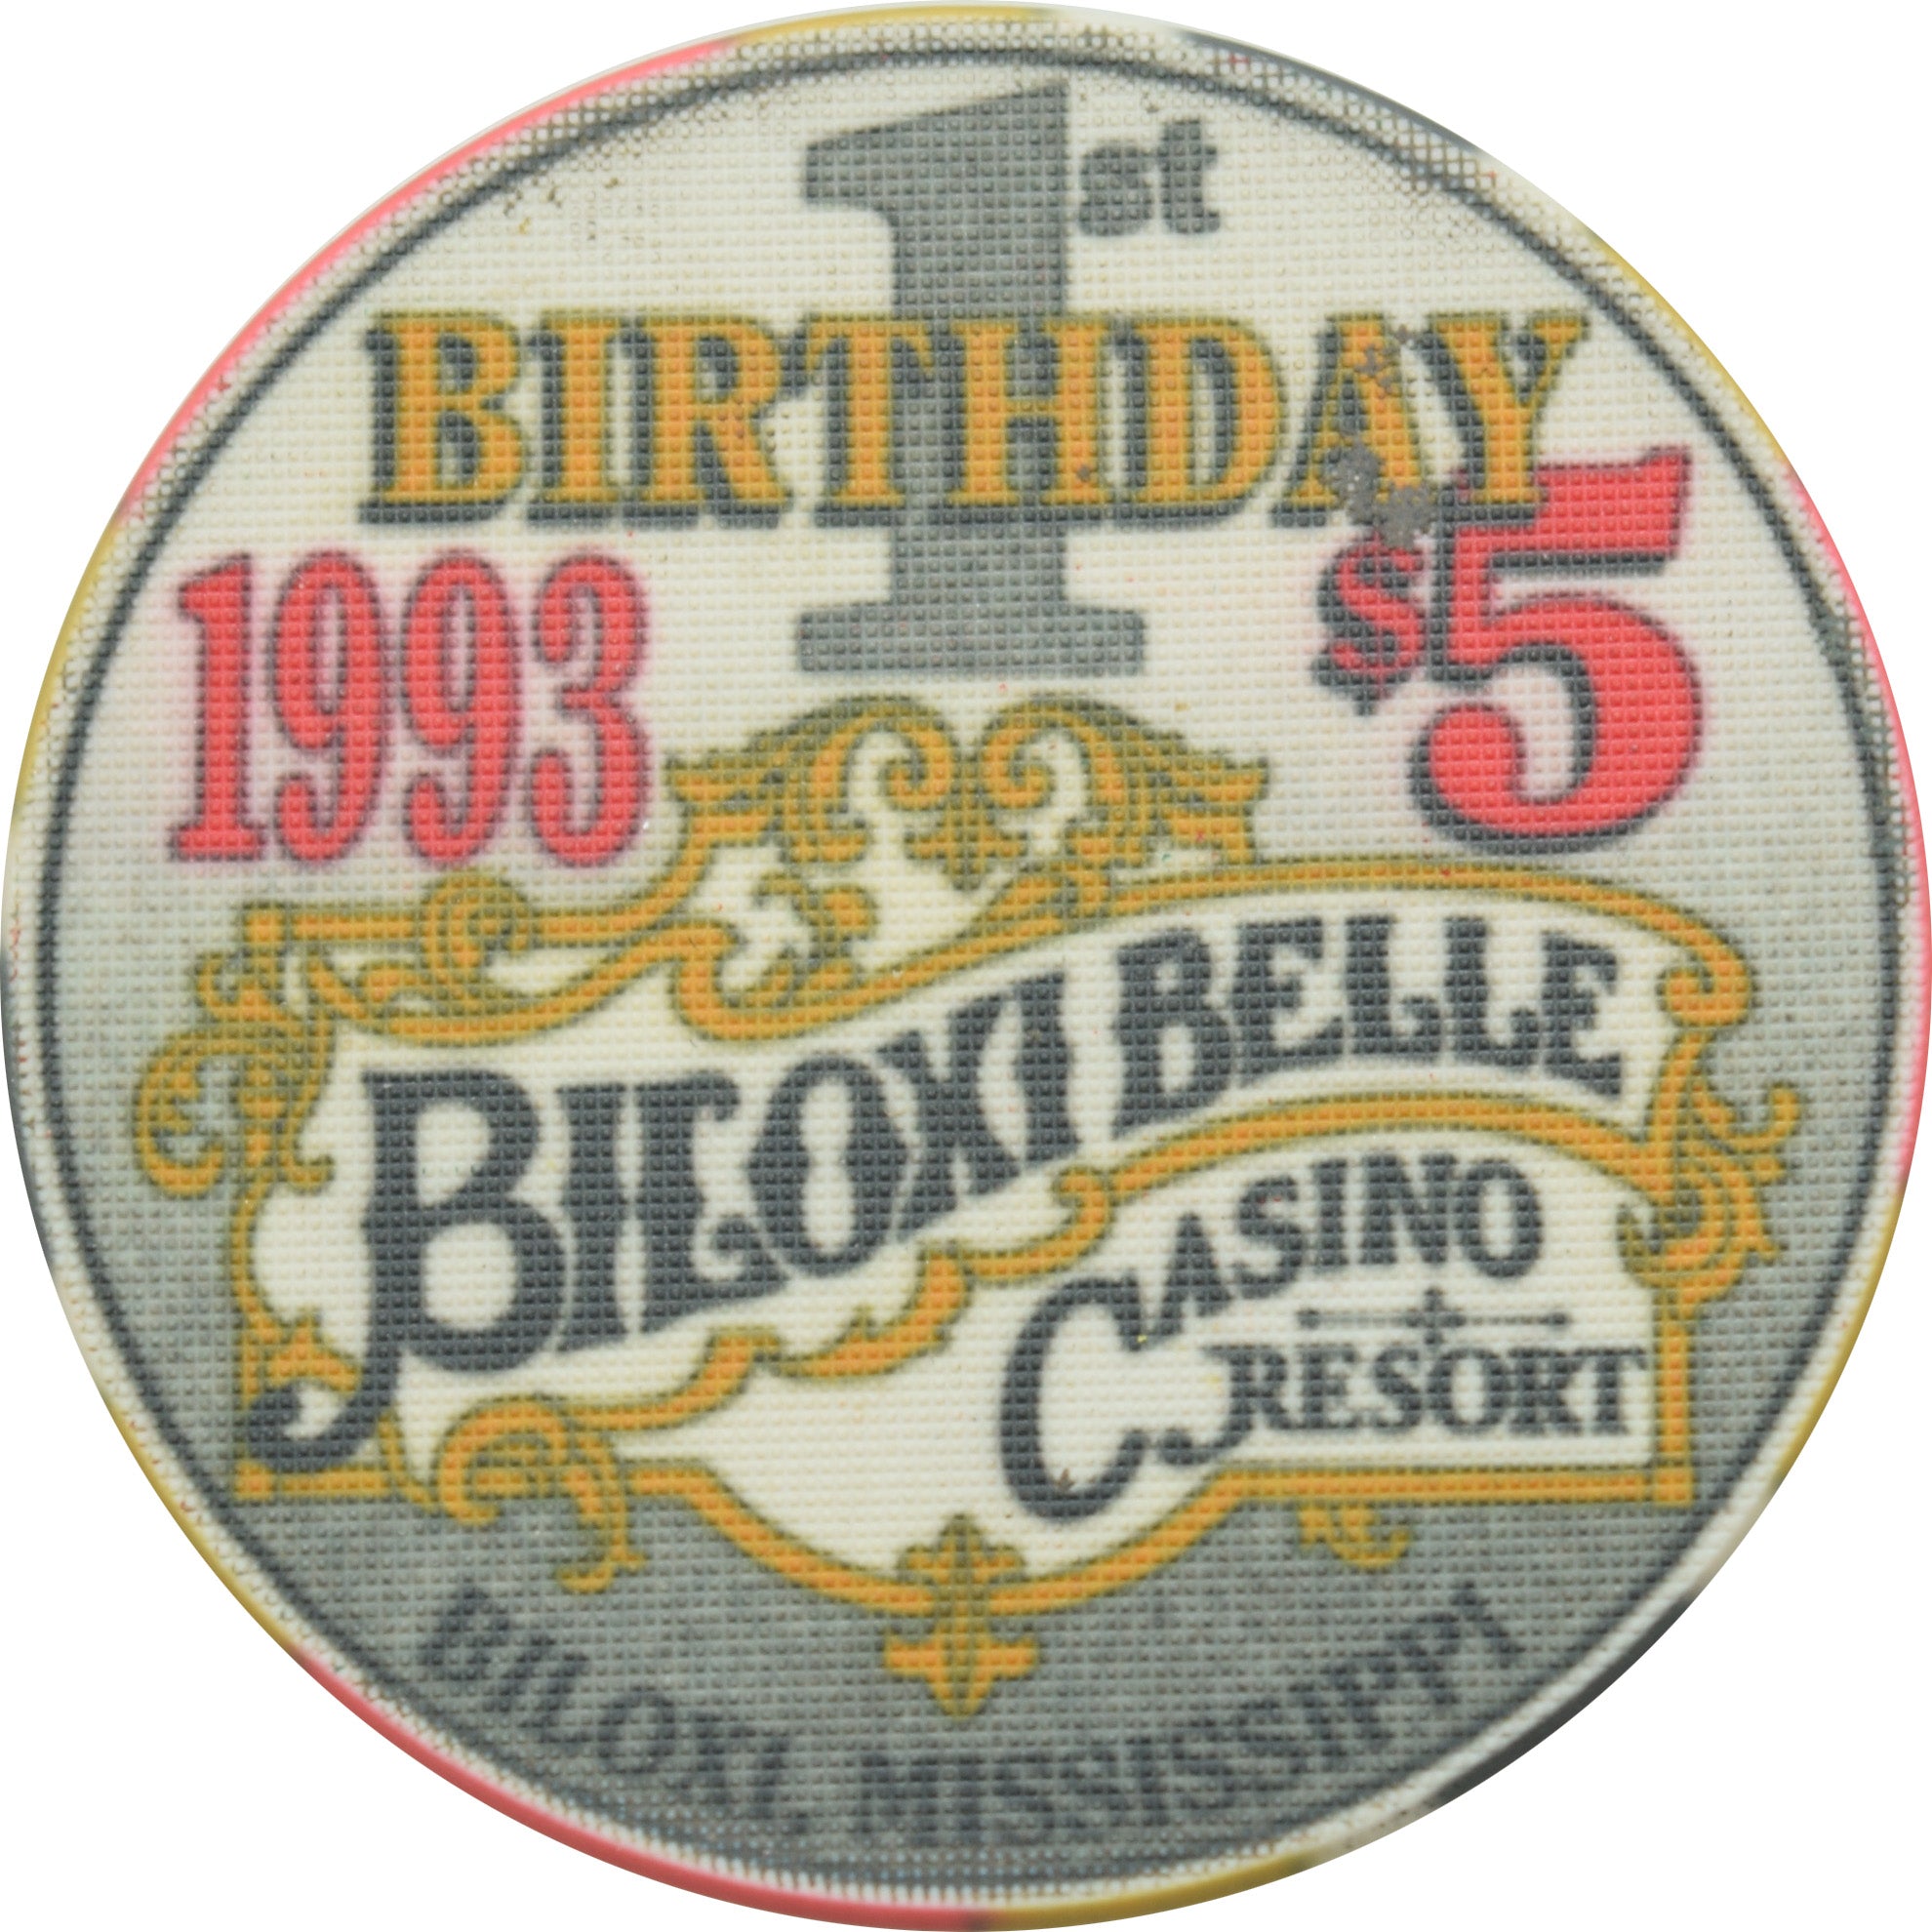 1st
BIRTHDAY
1993
$5
BILOXI BELLE
CASINO
RESORT
BILOXI, MISSISSIPPI